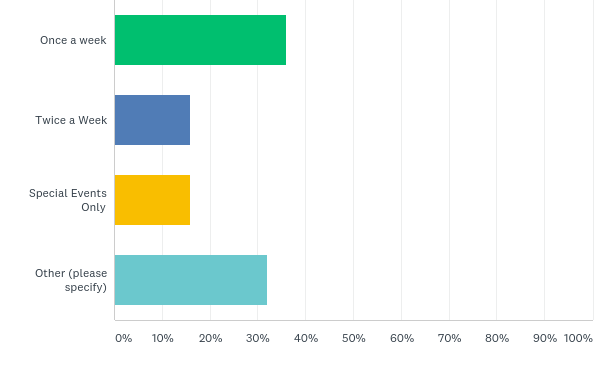 Once a week
Twice a Week
Special Events
Only
Other (please
specify)
0% 10% 20% 30% 40% 50% 60% 70% 80% 90% 100%